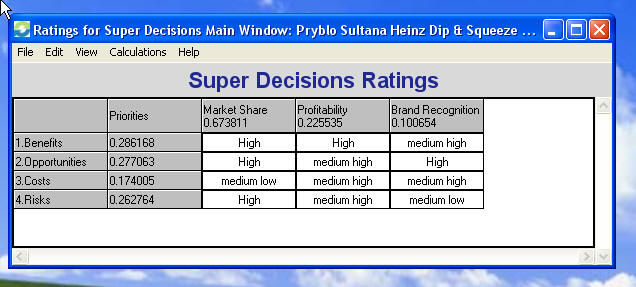 Ratings for Super Decisions Main Window: Pryblo Sultana Heinz Dip & Squeeze ...
File Edit View Calculations Help
Super Decisions Ratings
Priorities Market Share 0.673811 Profitability 0.225535 Brand Recognition 0.100654
1.Benefits 0.286168 High High medium high
2.Opportunities 0.277063 High medium high High
3.Costs 0.174005 medium low medium high medium high
4.Risks 0.262764 High medium high medium low